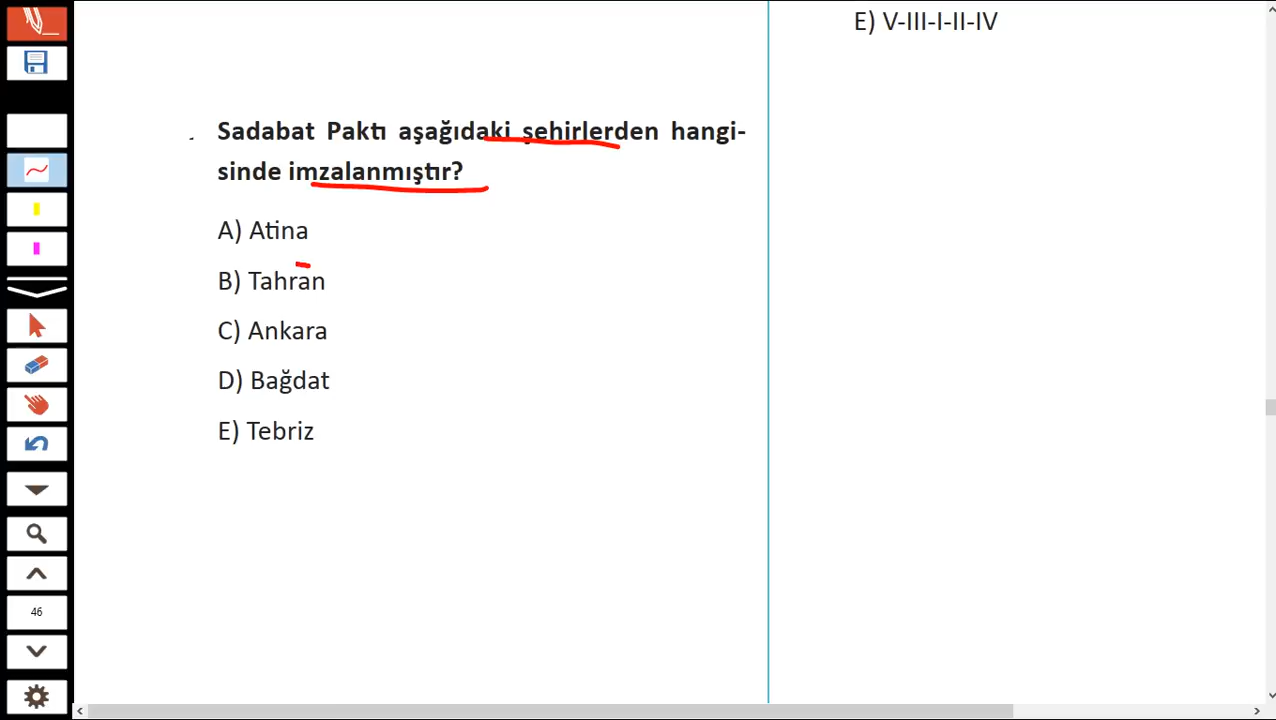 E) V-III-I-II-IV
Sadabat Paktı aşağıdaki şehirlerden hangi-
sinde imzalanmıştır?
A) Atina
B) Tahran
C) Ankara
D) Bağdat
E) Tebriz
46